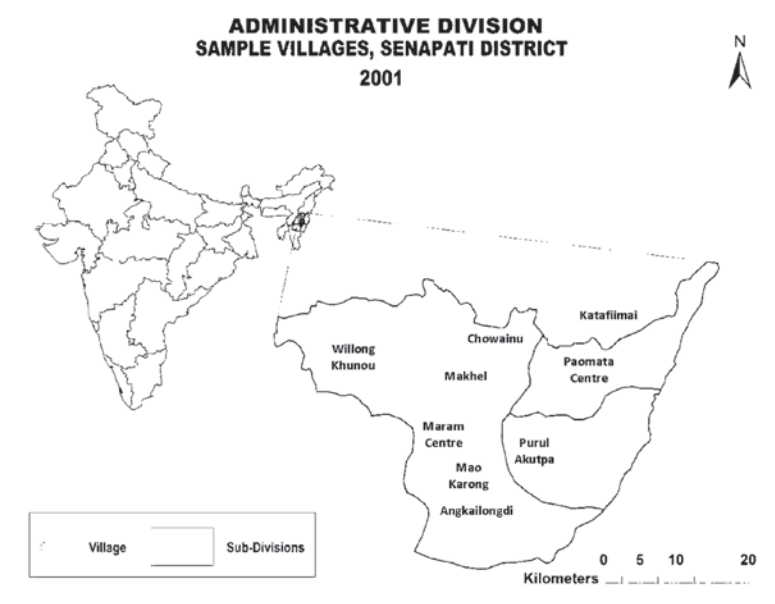 ADMINISTRATIVE DIVISION
SAMPLE VILLAGES, SENAPATI DISTRICT
2001
N
Katafiimai
Chowainu
Willong
Khunou
Paomata
Centre
Makhel
Maram
Centre
Purul
Akutpa
Mao
Karong
Angkailongdi
Village
Sub-Divisions
0 5 10 20
Kilometers